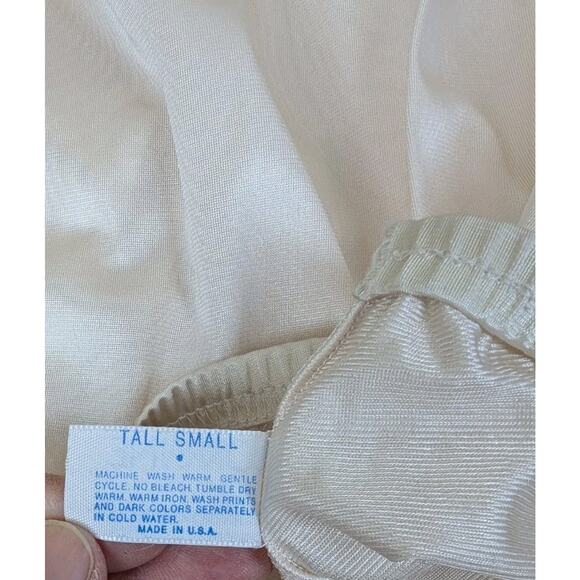 TALL SMALL
MACHINE WASH WARM GENTLE
CYCLE. NO BLEACH. TUMBLE DRY
WARM. WARM IRON. WASH PRINTS
AND DARK COLORS SEPARATELY
IN COLD WATER.
MADE IN U.S.A.